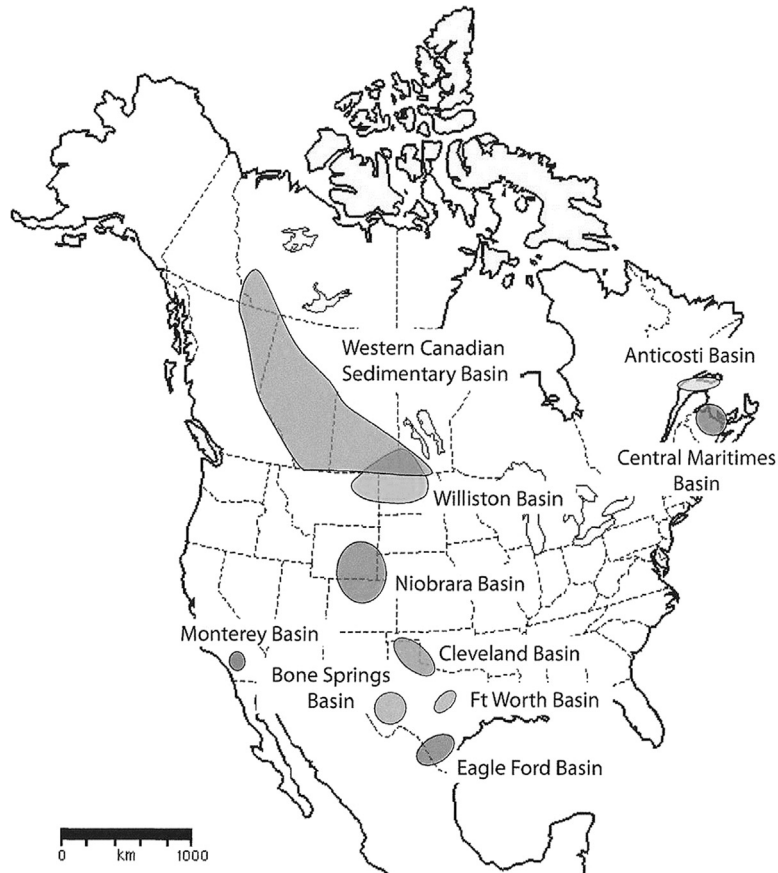 Western Canadian
Sedimentary Basin
Anticosti Basin
Central Maritimes
Basin
Williston Basin
Niobrara Basin
Monterey Basin
Cleveland Basin
Bone Springs
Basin
Ft Worth Basin
Eagle Ford Basin
0 km 1000